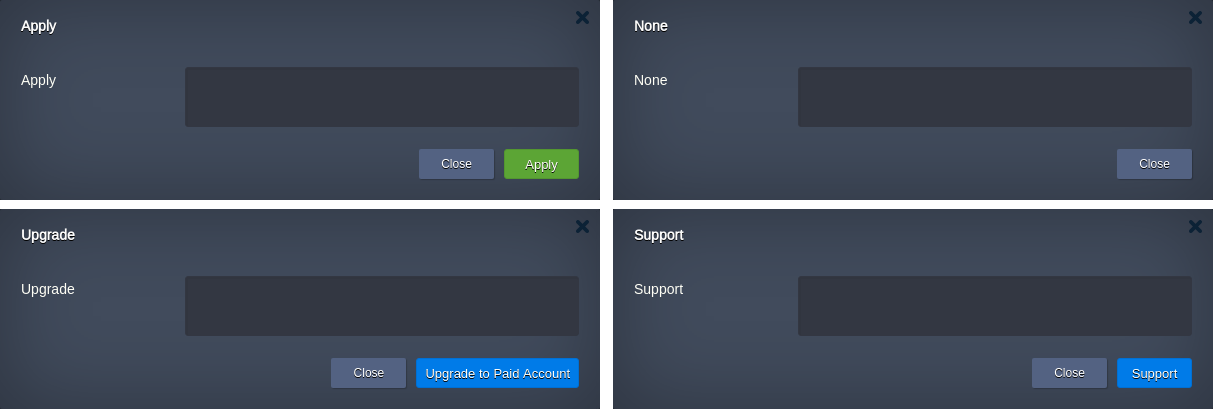 Apply
Apply
Close Apply
None
None
Close
Upgrade
Upgrade
Close Upgrade to Paid Account
Support
Support
Close Support